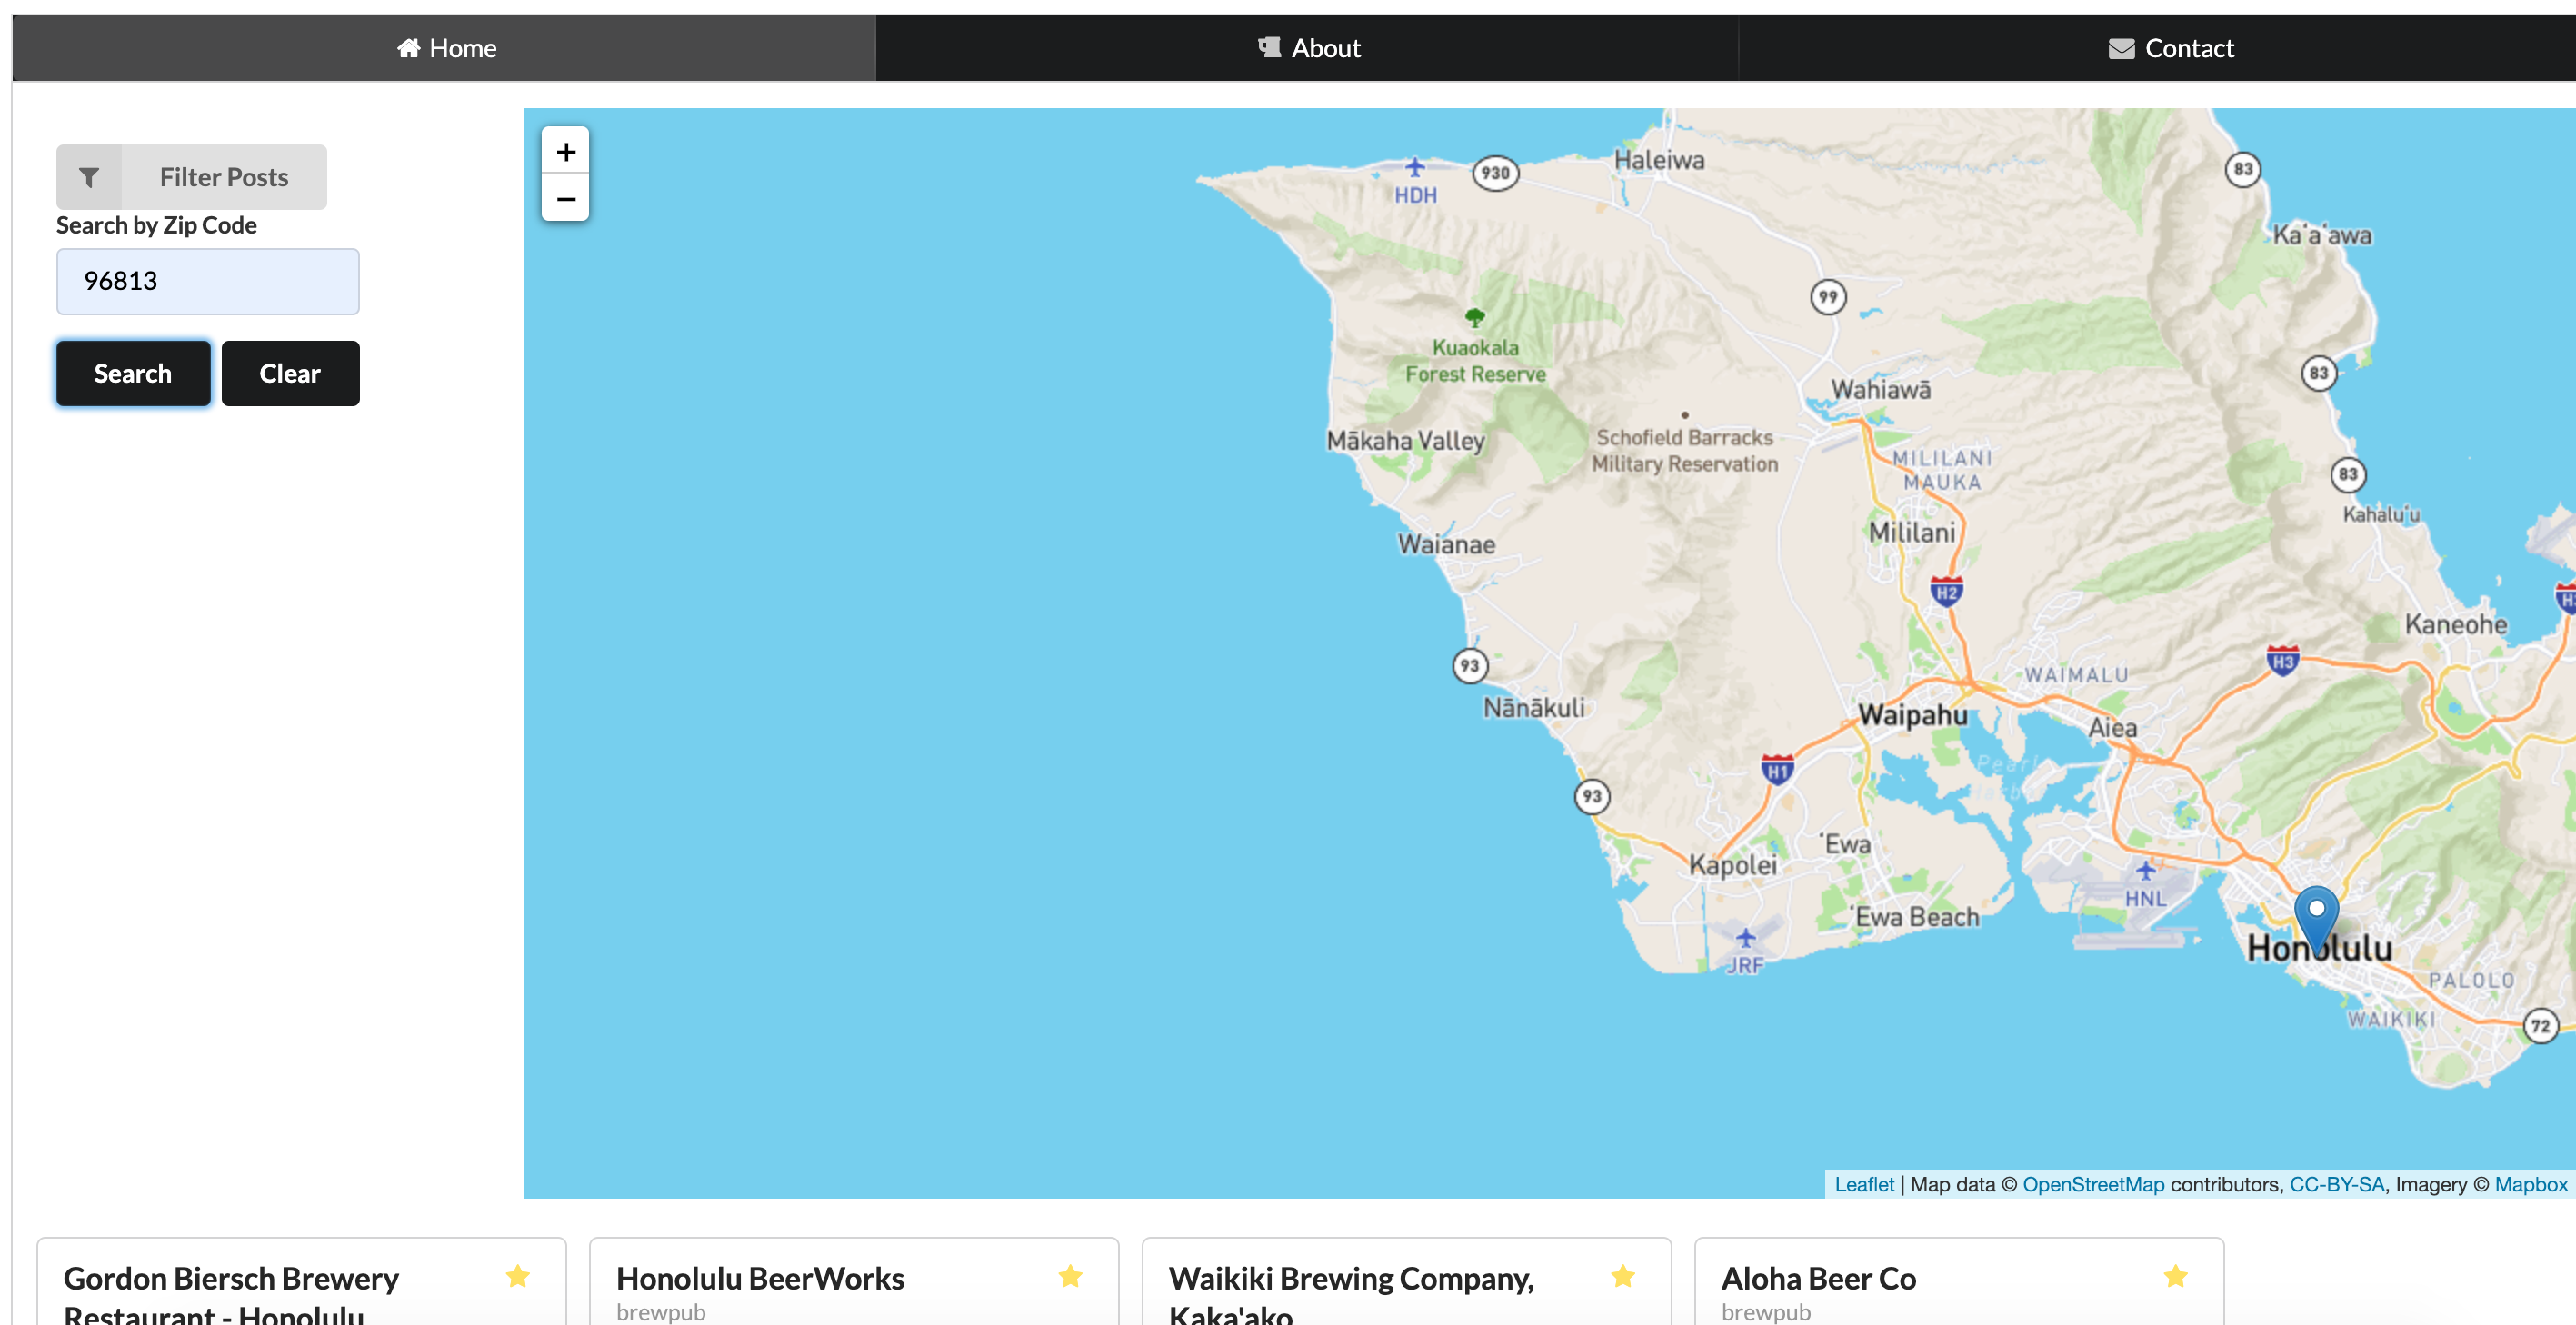 Home
About
Contact
Filter Posts
Search by Zip Code
96813
Search
Clear
+
−
HDH
930
Haleiwa
83
Ka'a'awa
99
Kuaokala
Forest Reserve
83
Wahiawā
Mākaha Valley
Schofield Barracks
Military Reservation
MILILANI
MAUKA
83
Kahalu'u
Mililani
Waianae
H2
Kaneohe
93
H3
WAIMALU
Nānākuli
Waipahu
Aiea
H1
Pearl
93
'Ewa
Kapolei
HNL
'Ewa Beach
JRF
Honolulu
PALOLO
WAIKIKI
72
Leaflet | Map data © OpenStreetMap contributors, CC-BY-SA, Imagery © Mapbox
Gordon Biersch Brewery
Restaurant - Honolulu
Honolulu BeerWorks
brewpub
Waikiki Brewing Company,
Kaka'ako
Aloha Beer Co
brewpub